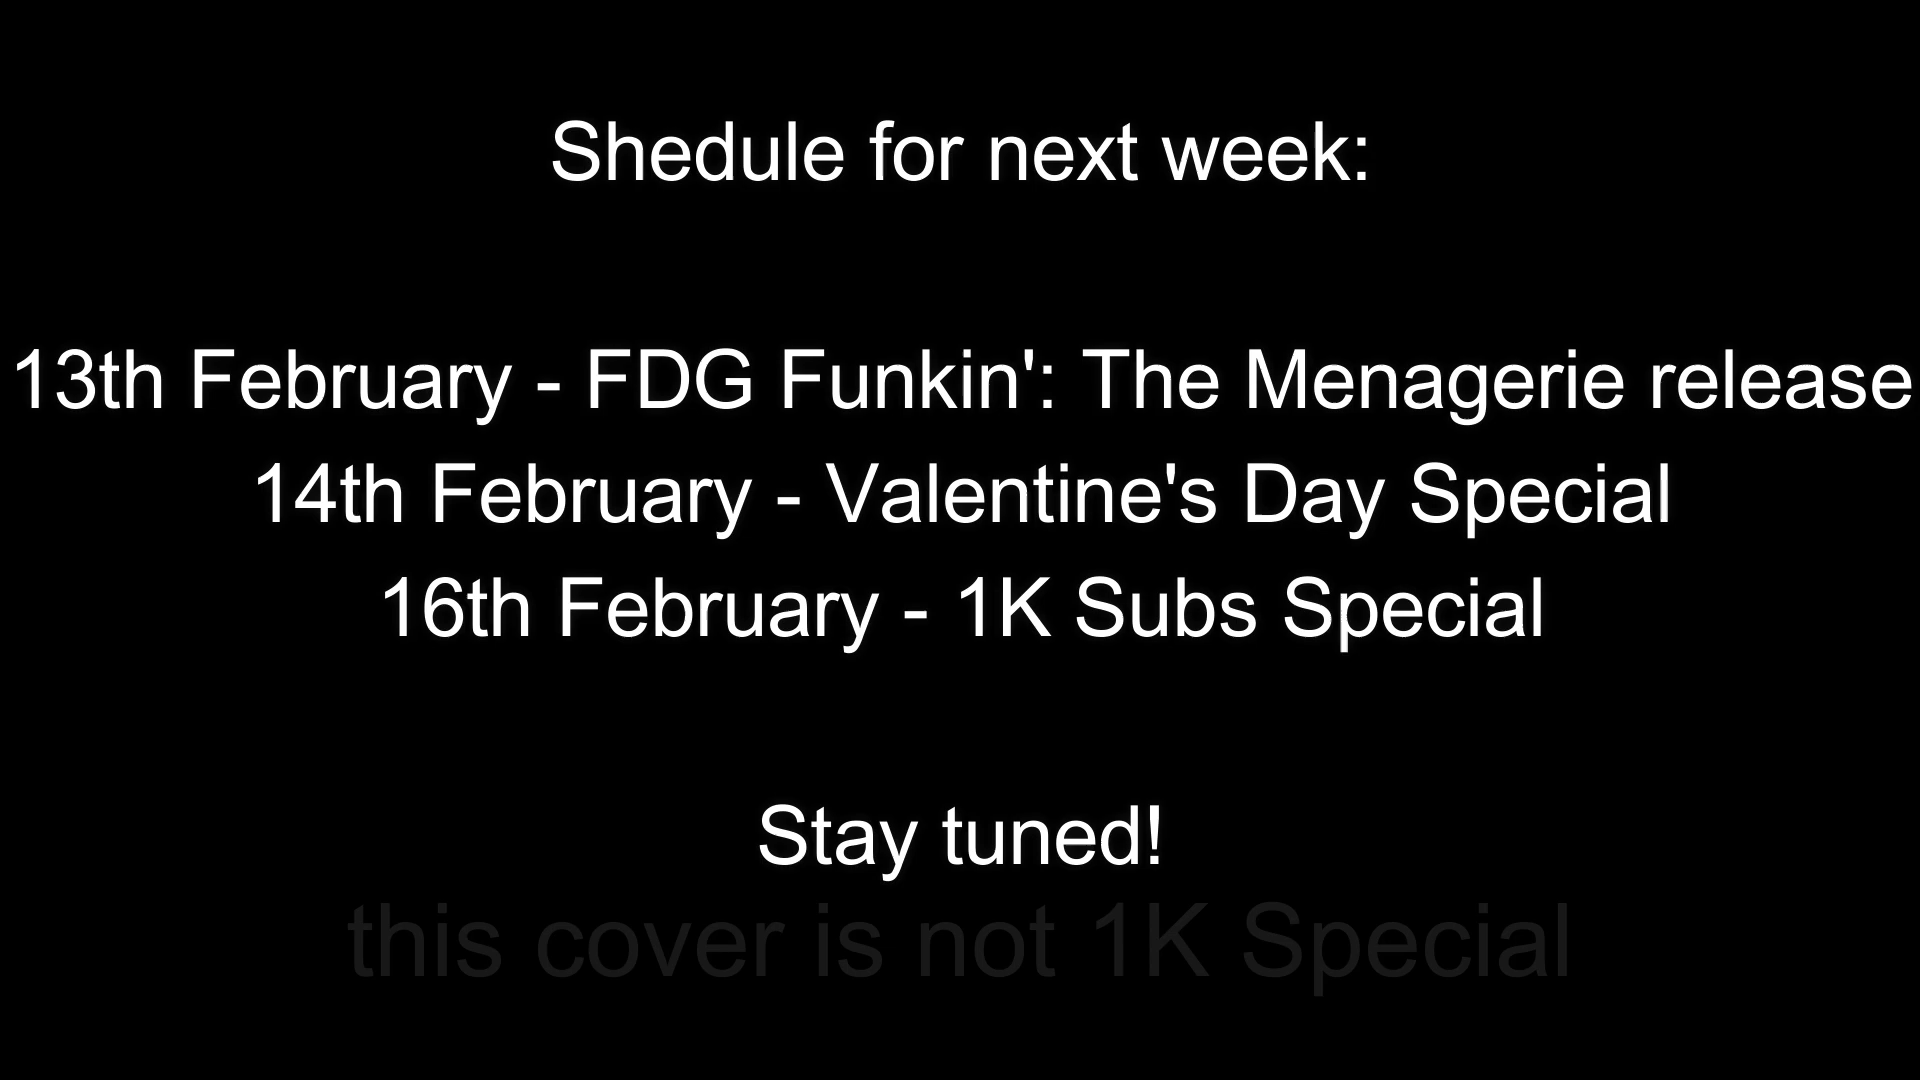 Shedule for next week:
13th February - FDG Funkin': The Menagerie release
14th February - Valentine's Day Special
16th February - 1K Subs Special
Stay tuned!
this cover is not 1K Special